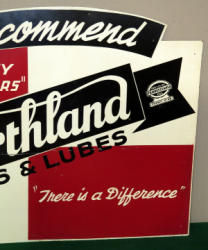 commend
Y
RS"
rthland
S & LUBES
"There is a Difference"